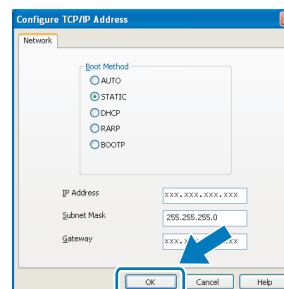 Configure TCP/IP Address
Network
Boot Method
AUTO
STATIC
DHCP
RARP
BOOTP
IP Address xxx.xxx.xxx.xxx
Subnet Mask 255.255.255.0
Gateway
OK Cancel Help